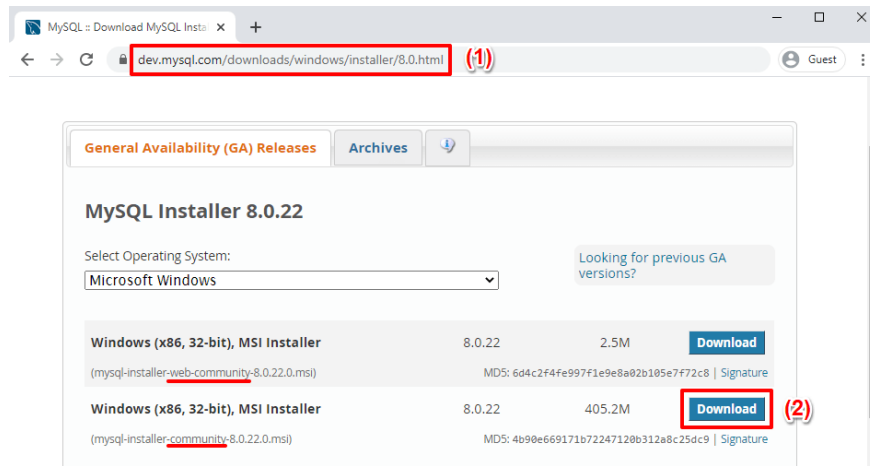 MySQL :: Download MySQL Insta
dev.mysql.com/downloads/windows/installer/8.0.html
(1)
Guest
General Availability (GA) Releases
Archives
MySQL Installer 8.0.22
Select Operating System:
Looking for previous GA
versions?
Microsoft Windows
Windows (x86, 32-bit), MSI Installer 8.0.22 2.5M Download
(mysql-installer-web-community-8.0.22.0.msi) MD5: 6d4c2f4fe997f1e9e8a02b105e7f72c8 | Signature
Windows (x86, 32-bit), MSI Installer 8.0.22 405.2M Download (2)
(mysql-installer-community-8.0.22.0.msi) MD5: 4b90e669171b72247120b312a8c25dc9 | Signature